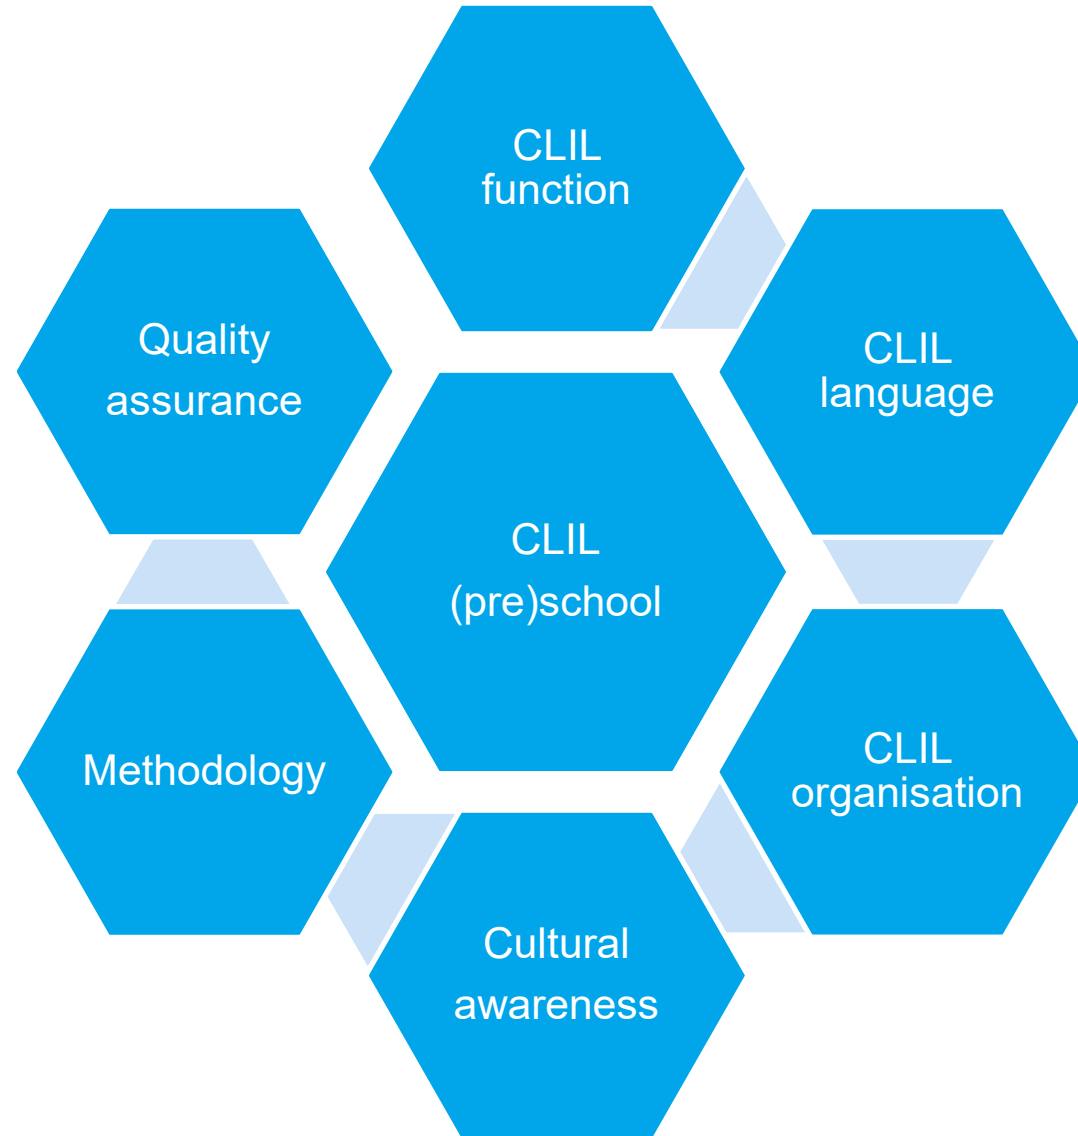 CLIL
function
CLIL
language
CLIL
organisation
Cultural
awareness
Methodology
Quality
assurance
CLIL
(pre)school